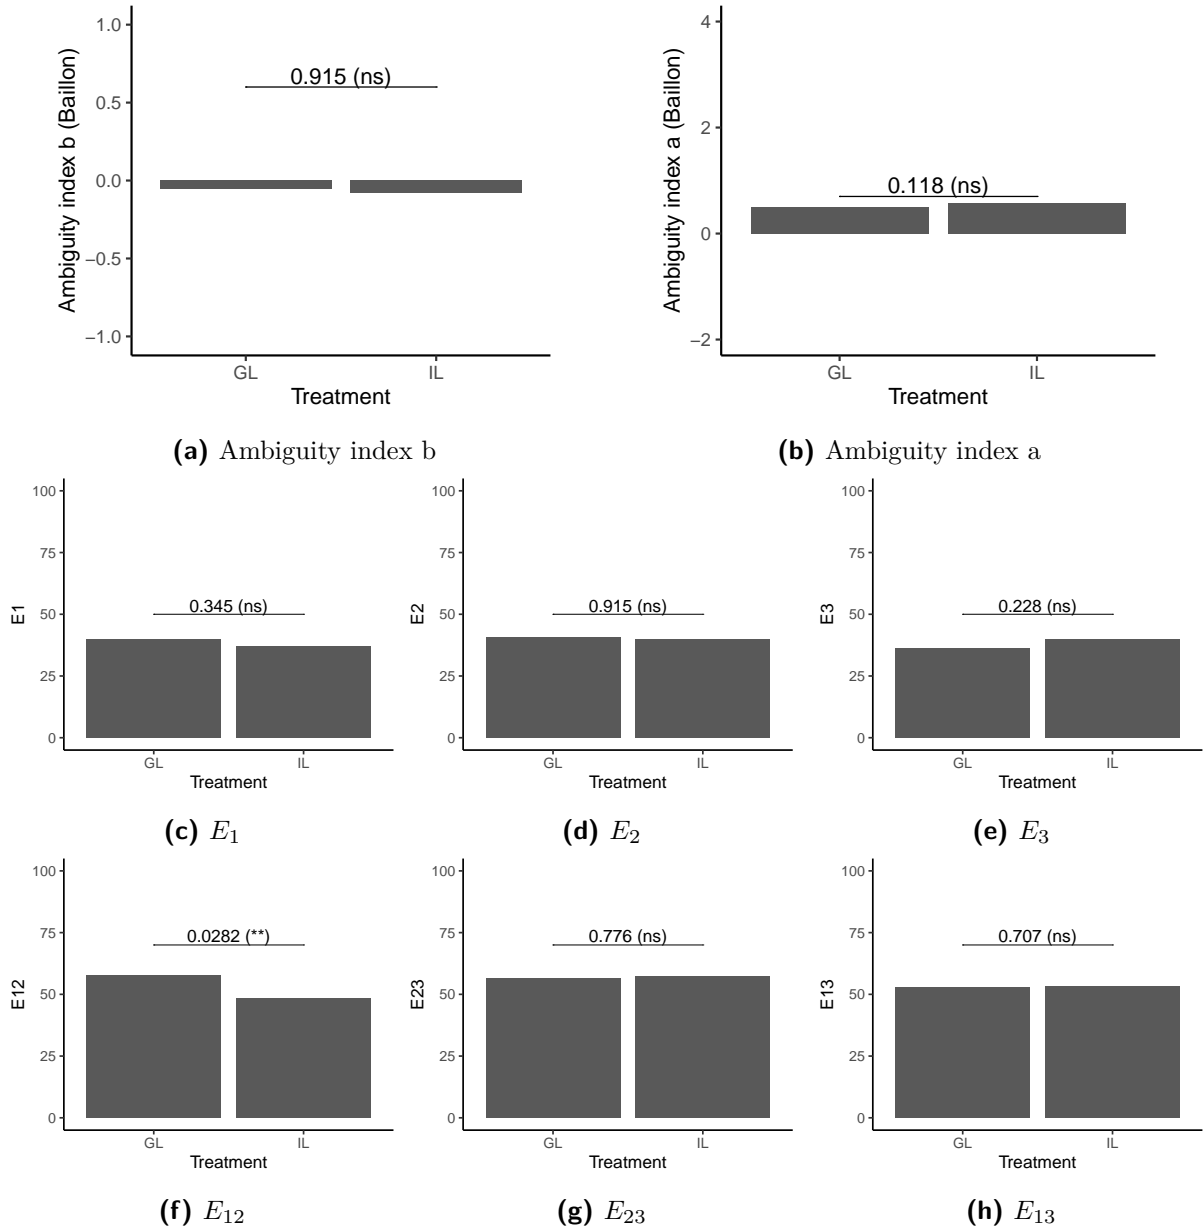 Ambiguity index b (Baillon)
1.0
0.5
0.0
−0.5
−1.0
0.915 (ns)
GL IL
Treatment
(a) Ambiguity index b
Ambiguity index a (Baillon)
4
2
0
−2
0.118 (ns)
GL IL
Treatment
(b) Ambiguity index a
E1
100
75
50
25
0
0.345 (ns)
GL IL
Treatment
(c) E1
E2
100
75
50
25
0
0.915 (ns)
GL IL
Treatment
(d) E2
E3
100
75
50
25
0
0.228 (ns)
GL IL
Treatment
(e) E3
E12
100
75
50
25
0
0.0282 (**)
GL IL
Treatment
(f) E12
E23
100
75
50
25
0
0.776 (ns)
GL IL
Treatment
(g) E23
E13
100
75
50
25
0
0.707 (ns)
GL IL
Treatment
(h) E13